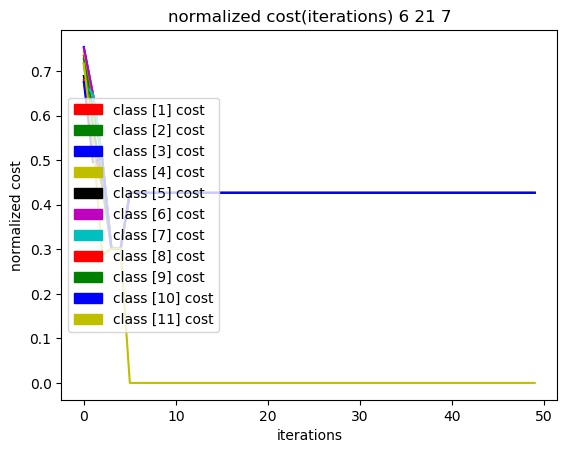 normalized cost(iterations) 6 21 7
normalized cost
0.7
0.6
0.5
0.4
0.3
0.2
0.1
0.0
class [1] cost
class [2] cost
class [3] cost
class [4] cost
class [5] cost
class [6] cost
class [7] cost
class [8] cost
class [9] cost
class [10] cost
class [11] cost
0 10 20 30 40 50
iterations